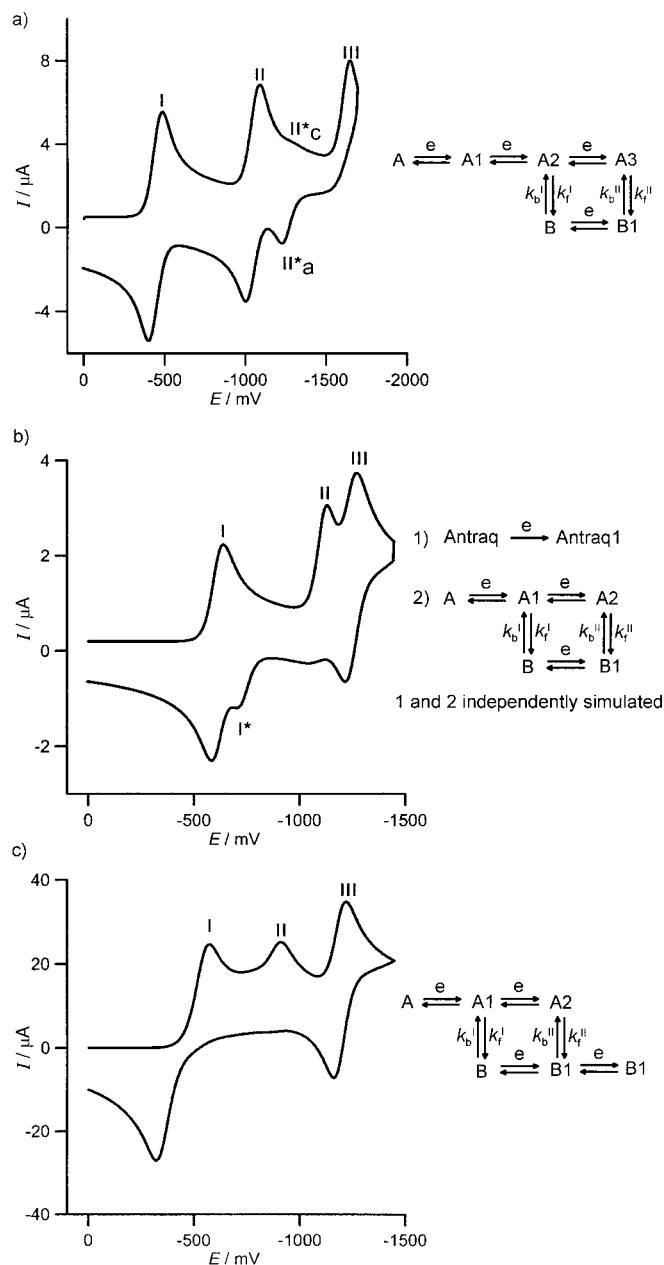 a)
I
II
II*c
III
II*a
8
4
0
-4
I / µA
0
-500
-1000
-1500
-2000
E / mV
e
e
e
A
A1
A2
A3
k_b^I
k_f^I
k_b^II
k_f^II
e
B
B1
b)
I
II
III
I*
4
2
0
-2
I / µA
0
-500
-1000
-1500
E / mV
e
1) Antraq
Antraq1
e
e
2) A
A1
A2
k_b^I
k_f^I
k_b^II
k_f^II
e
B
B1
1 and 2 independently simulated
c)
I
II
III
40
20
0
-20
-40
I / µA
0
-500
-1000
-1500
E / mV
e
e
A
A1
A2
k_b^I
k_f^I
k_b^II
k_f^II
e
e
B
B1
B1